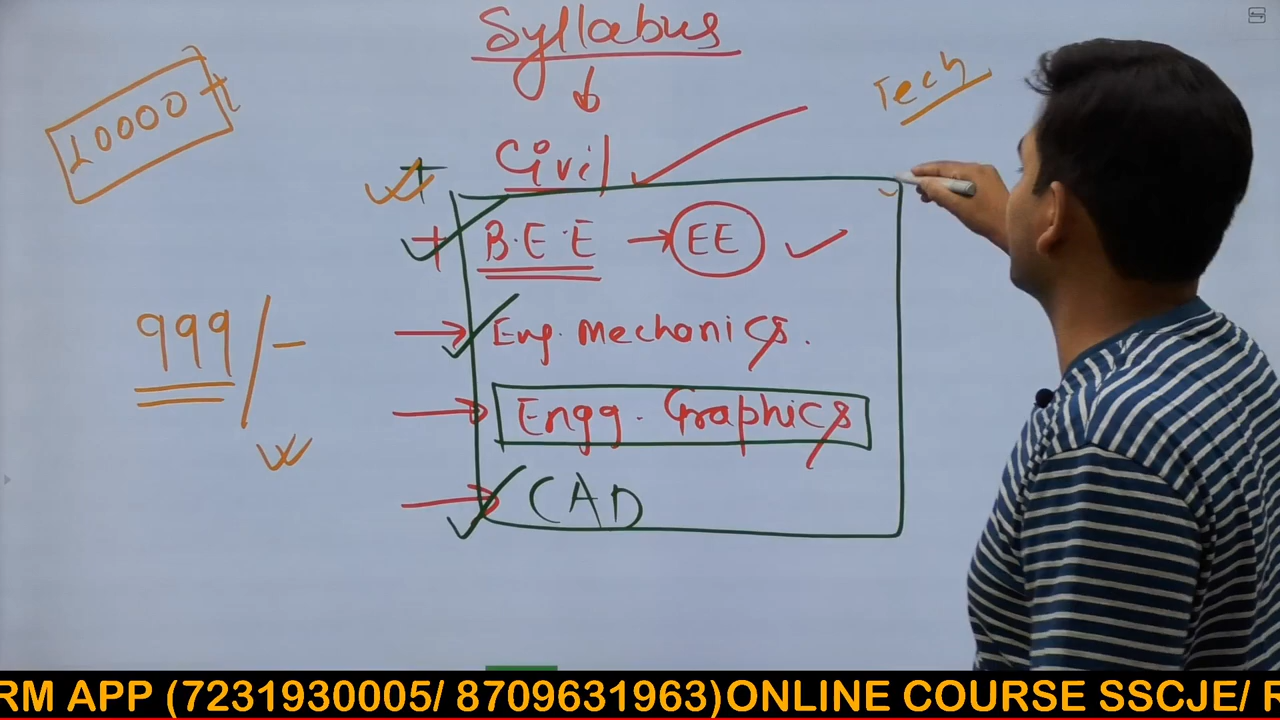 Syllabus
Tech
10000 +
Civil
+
+ B.E.E → EE
Eng. Mechanics.
999/-
Engg. Graphics
CAD
RM APP (7231930005/ 8709631963)ONLINE COURSE SSCJE/ R